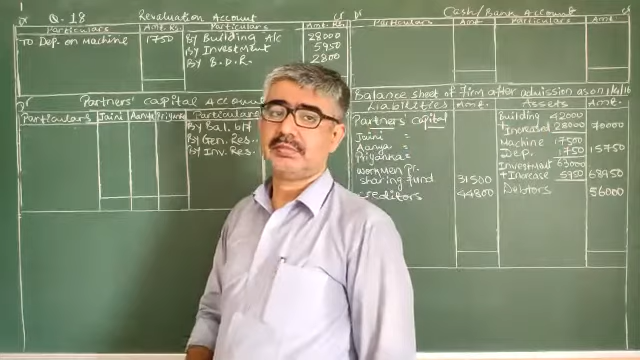 Q. 18 Revaluation Account
Particulars Amt. Rs. Particulars Amt. Rs.
To Dep. on Machine 1750 By Building A/c 28000
By Investment 5950
By B.D.R. 2800
Partners' Capital Account
Particulars Jaini Aanya Priyanka Particulars
By Bal. b/f
By Gen. Res.
By Inv. Res.
Cash/Bank Account
Particulars Amt Particulars Amt
Balance sheet of Firm after admission as on 1/4/16
Liabilities Amt. Assets Amt.
Partners' Capital
Jaini =
Aanya =
Priyanka =
Workmen Pr.
sharing fund 31500
Creditors 44800
Building 42000
+Increase 28000 70000
Machine 17500
Dep. 1750 15750
Investment 63000
+Increase 5950 68950
Debtors 56000